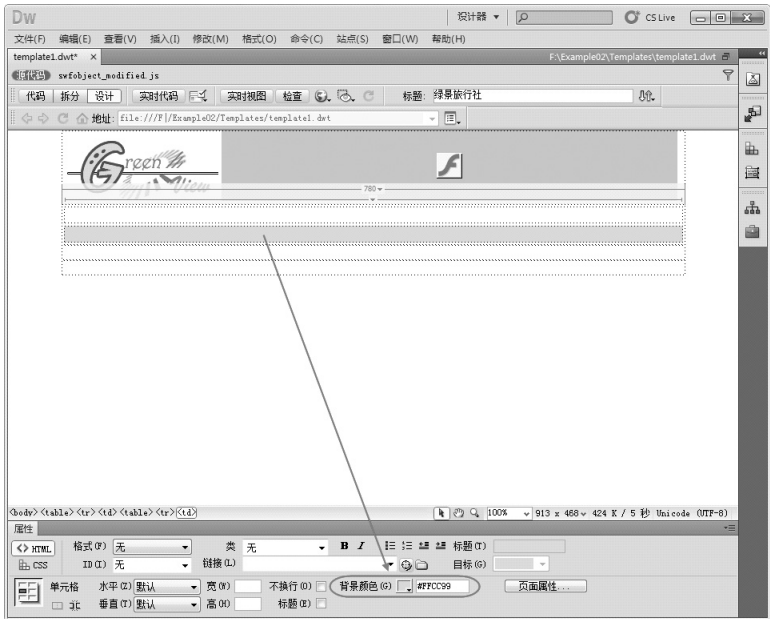 Dw 设计器 CS Live
文件(F) 编辑(E) 查看(V) 插入(I) 修改(M) 格式(O) 命令(C) 站点(S) 窗口(W) 帮助(H)
template1.dwt* × F:\Example02\Templates\template1.dwt
源代码 swfobject_modified.js
代码 拆分 设计 实时代码 实时视图 检查 标题: 绿景旅行社
地址: file:///F|/Example02/Templates/template1.dwt
Green View
780
<body> <table> <tr> <td> <table> <tr> <td> 100% 913 x 468 424 K / 5 秒 Unicode (UTF-8)
属性
<> HTML 格式(F) 无 类 无 B I 标题(T)
CSS ID(I) 无 链接(L) 目标(G)
单元格 水平(Z) 默认 宽(W) 不换行(O) 背景颜色(G) #FFCC99 页面属性...
垂直(T) 默认 高(H) 标题(E)